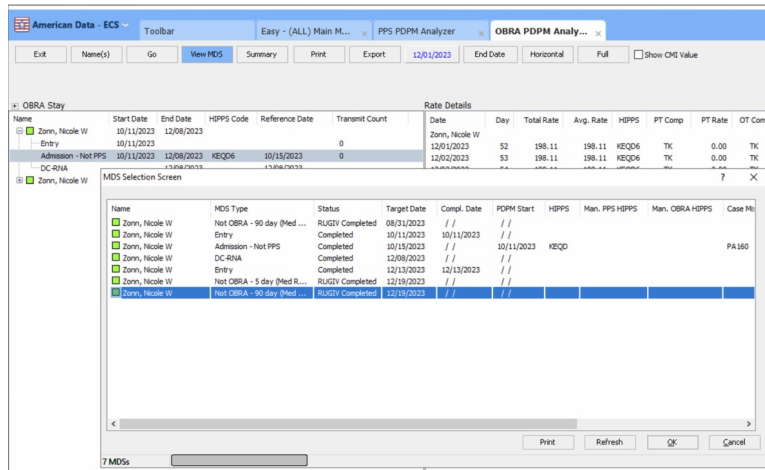 American Data - ECS
Toolbar
Easy - (ALL) Main M... ×
PPS PDPM Analyzer ×
OBRA PDPM Analy... ×
Exit Name(s) Go View MDS Summary Print Export 12/01/2023 End Date Horizontal Full Show CMI Value
OBRA Stay
Rate Details
Name Start Date End Date HIPPS Code Reference Date Transmit Count
Date Day Total Rate Avg. Rate HIPPS PT Comp PT Rate OT Com
Zonn, Nicole W 10/11/2023 12/08/2023
Zonn, Nicole W
Entry 10/11/2023 0
12/01/2023 52 198.11 198.11 KEQD6 TK 0.00 TK
Admission - Not PPS 10/11/2023 12/08/2023 KEQD6 10/15/2023 0
12/02/2023 53 198.11 198.11 KEQD6 TK 0.00 TK
DC-RNA 12/08/2023 12/08/2023
Zonn, Nicole W
MDS Selection Screen ? ×
Name MDS Type Status Target Date Compl. Date PDPM Start HIPPS Man. PPS HIPPS Man. OBRA HIPPS Case Mi
Zonn, Nicole W Not OBRA - 90 day (Med ... RUGIV Completed 08/31/2023 / / / /
Zonn, Nicole W Entry Completed 10/11/2023 10/11/2023 / /
Zonn, Nicole W Admission - Not PPS Completed 10/15/2023 / / 10/11/2023 KEQD PA160
Zonn, Nicole W DC-RNA Completed 12/08/2023 / / / /
Zonn, Nicole W Entry Completed 12/13/2023 12/13/2023 / /
Zonn, Nicole W Not OBRA - 5 day (Med R... RUGIV Completed 12/19/2023 / / / /
Zonn, Nicole W Not OBRA - 90 day (Med ... RUGIV Completed 12/19/2023 / / / /
Print Refresh OK Cancel
7 MDSs